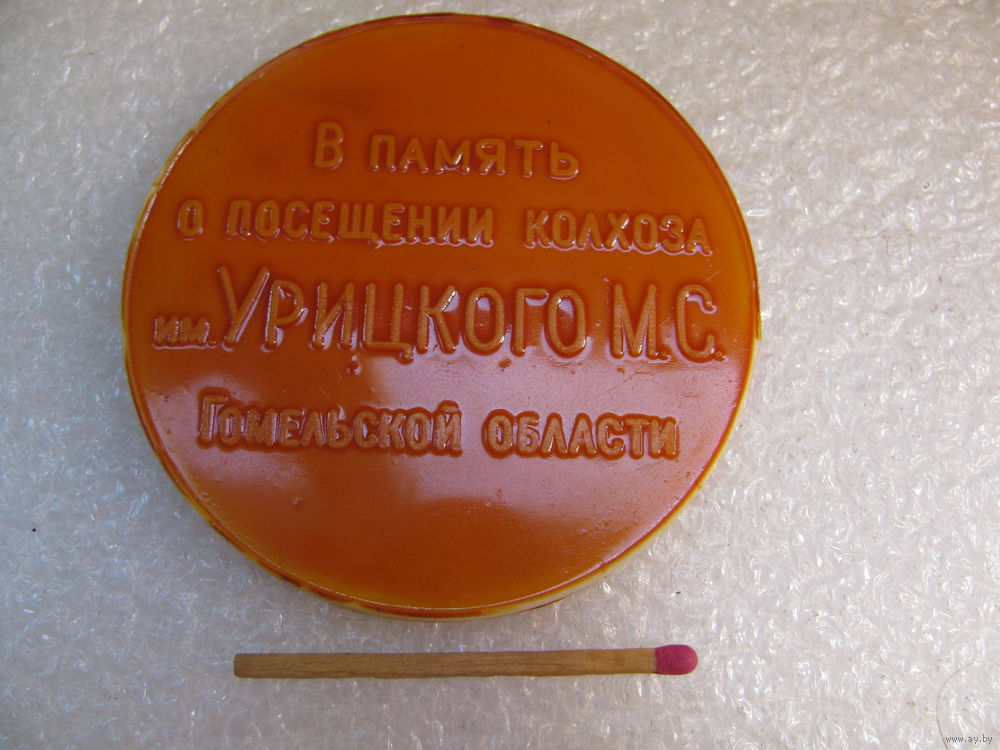 В ПАМЯТЬ
О ПОСЕЩЕНИИ КОЛХОЗА
ИМ. УРИЦКОГО М.С.
ГОМЕЛЬСКОЙ ОБЛАСТИ
www.ay.by